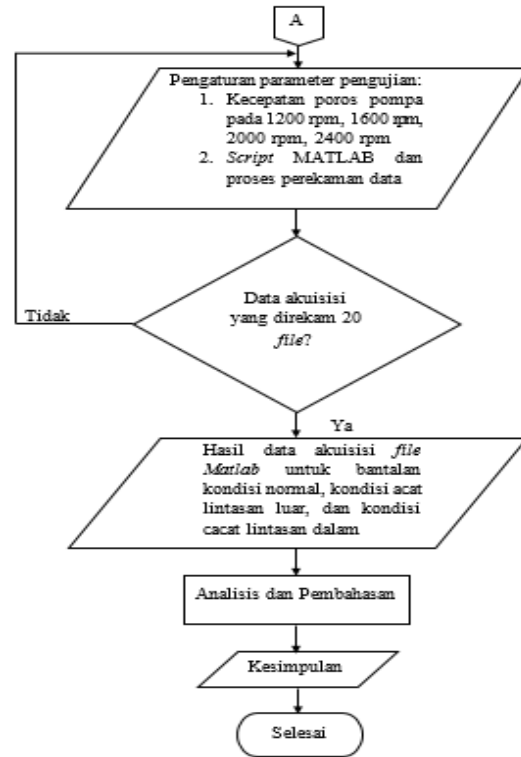 A
Pengaturan parameter pengujian:
1. Kecepatan poros pompa
pada 1200 rpm, 1600 rpm,
2000 rpm, 2400 rpm
2. Script MATLAB dan
proses perekaman data
Data akuisisi
yang direkam 20
file?
Tidak
Ya
Hasil data akuisisi file
Matlab untuk bantalan
kondisi normal, kondisi acat
lintasan luar, dan kondisi
cacat lintasan dalam
Analisis dan Pembahasan
Kesimpulan
Selesai